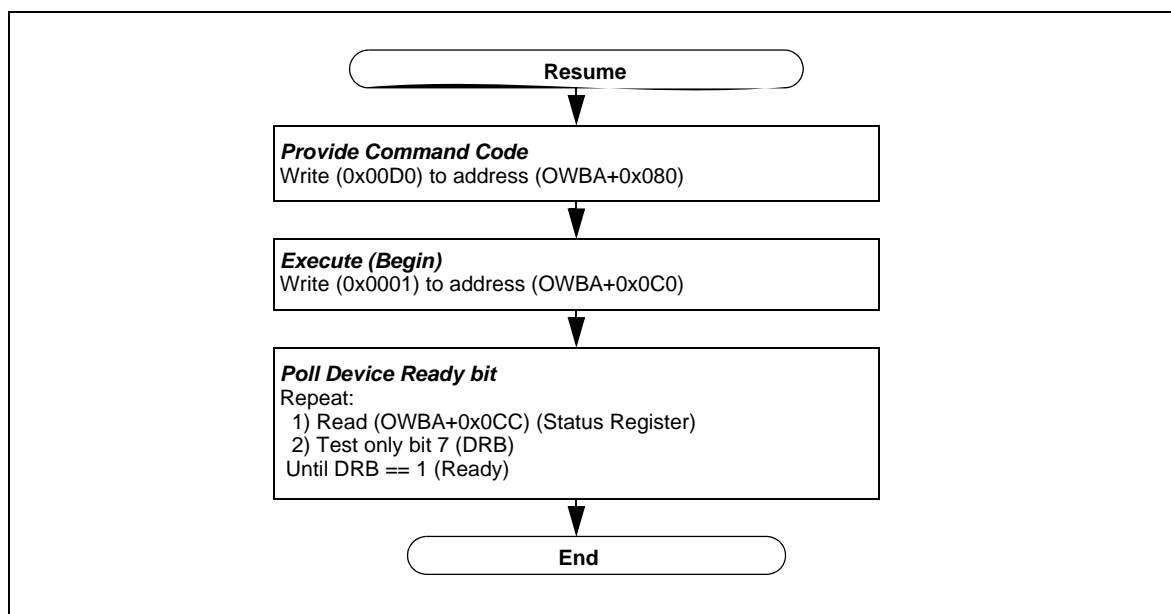 Resume
Provide Command Code
Write (0x00D0) to address (OWBA+0x080)
Execute (Begin)
Write (0x0001) to address (OWBA+0x0C0)
Poll Device Ready bit
Repeat:
1) Read (OWBA+0x0CC) (Status Register)
2) Test only bit 7 (DRB)
Until DRB == 1 (Ready)
End